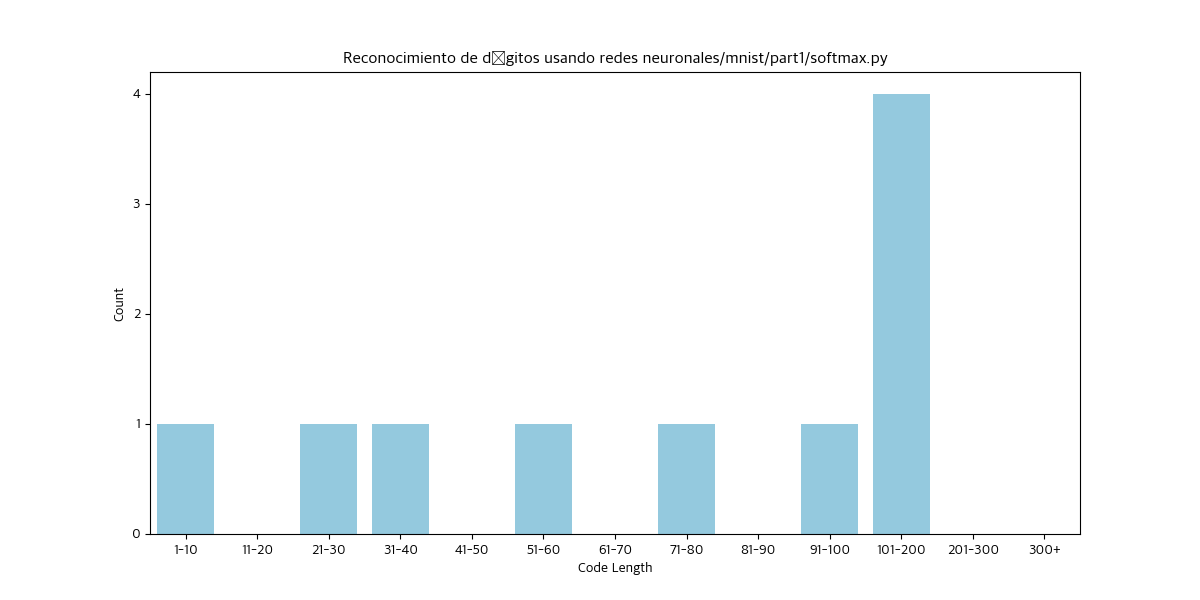 Reconocimiento de d☒gitos usando redes neuronales/mnist/part1/softmax.py
Count
4
3
2
1
0
1-10 11-20 21-30 31-40 41-50 51-60 61-70 71-80 81-90 91-100 101-200 201-300 300+
Code Length